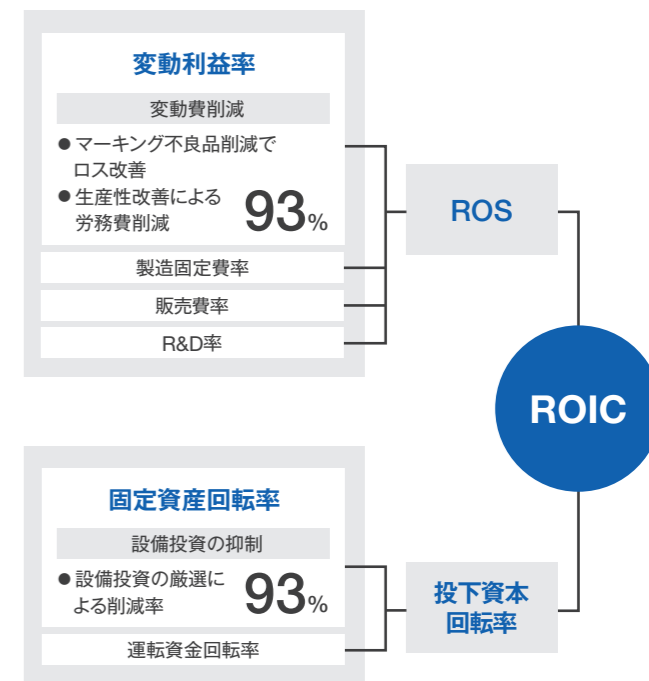 変動利益率
変動費削減
●マーキング不良品削減で
ロス改善
●生産性改善による
労務費削減
93%
製造固定費率
販売費率
R&D率
ROS
ROIC
固定資産回転率
設備投資の抑制
●設備投資の厳選に
よる削減率
93%
運転資金回転率
投下資本
回転率